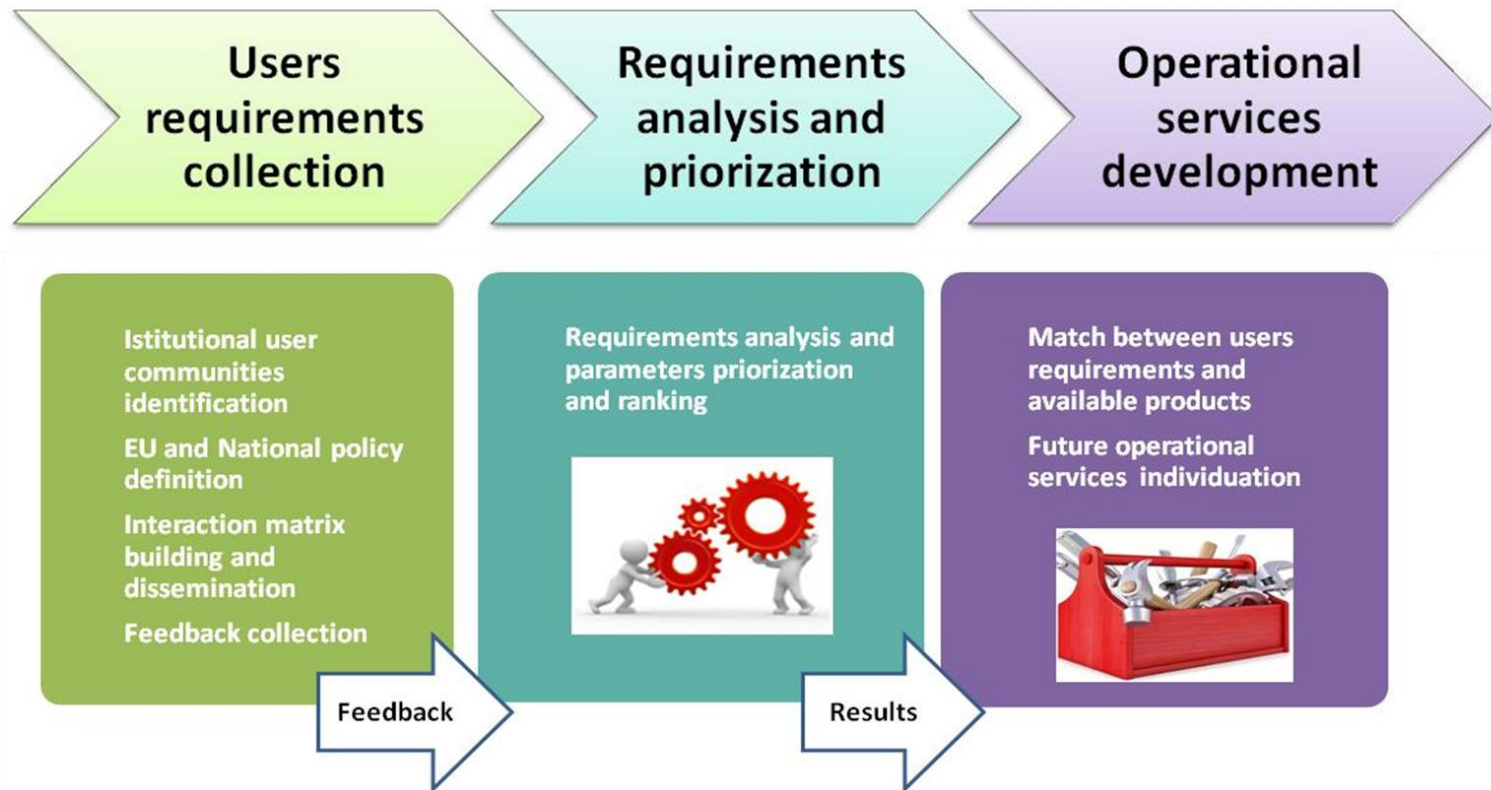 Users
requirements
collection
Requirements
analysis and
priorization
Operational
services
development
Istitutional user
communities
identification
EU and National policy
definition
Interaction matrix
building and
dissemination
Feedback collection
Feedback
Requirements analysis and
parameters priorization
and ranking
Results
Match between users
requirements and
available products
Future operational
services individuation